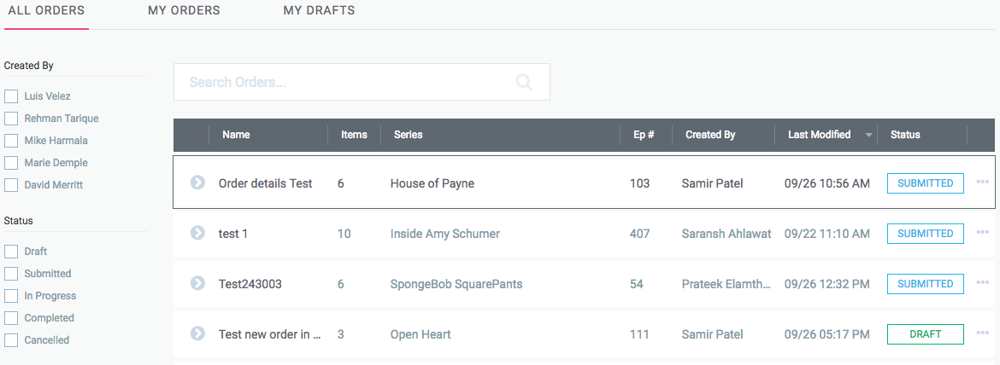 ALL ORDERS MY ORDERS MY DRAFTS
Created By
Luis Velez
Rehman Tarique
Mike Harmala
Marie Demple
David Merritt
Status
Draft
Submitted
In Progress
Completed
Cancelled
Search Orders...
Name Items Series Ep # Created By Last Modified Status
Order details Test 6 House of Payne 103 Samir Patel 09/26 10:56 AM SUBMITTED
test 1 10 Inside Amy Schumer 407 Saransh Ahlawat 09/22 11:10 AM SUBMITTED
Test243003 6 SpongeBob SquarePants 54 Prateek Elamth... 09/26 12:32 PM SUBMITTED
Test new order in ... 3 Open Heart 111 Samir Patel 09/26 05:17 PM DRAFT